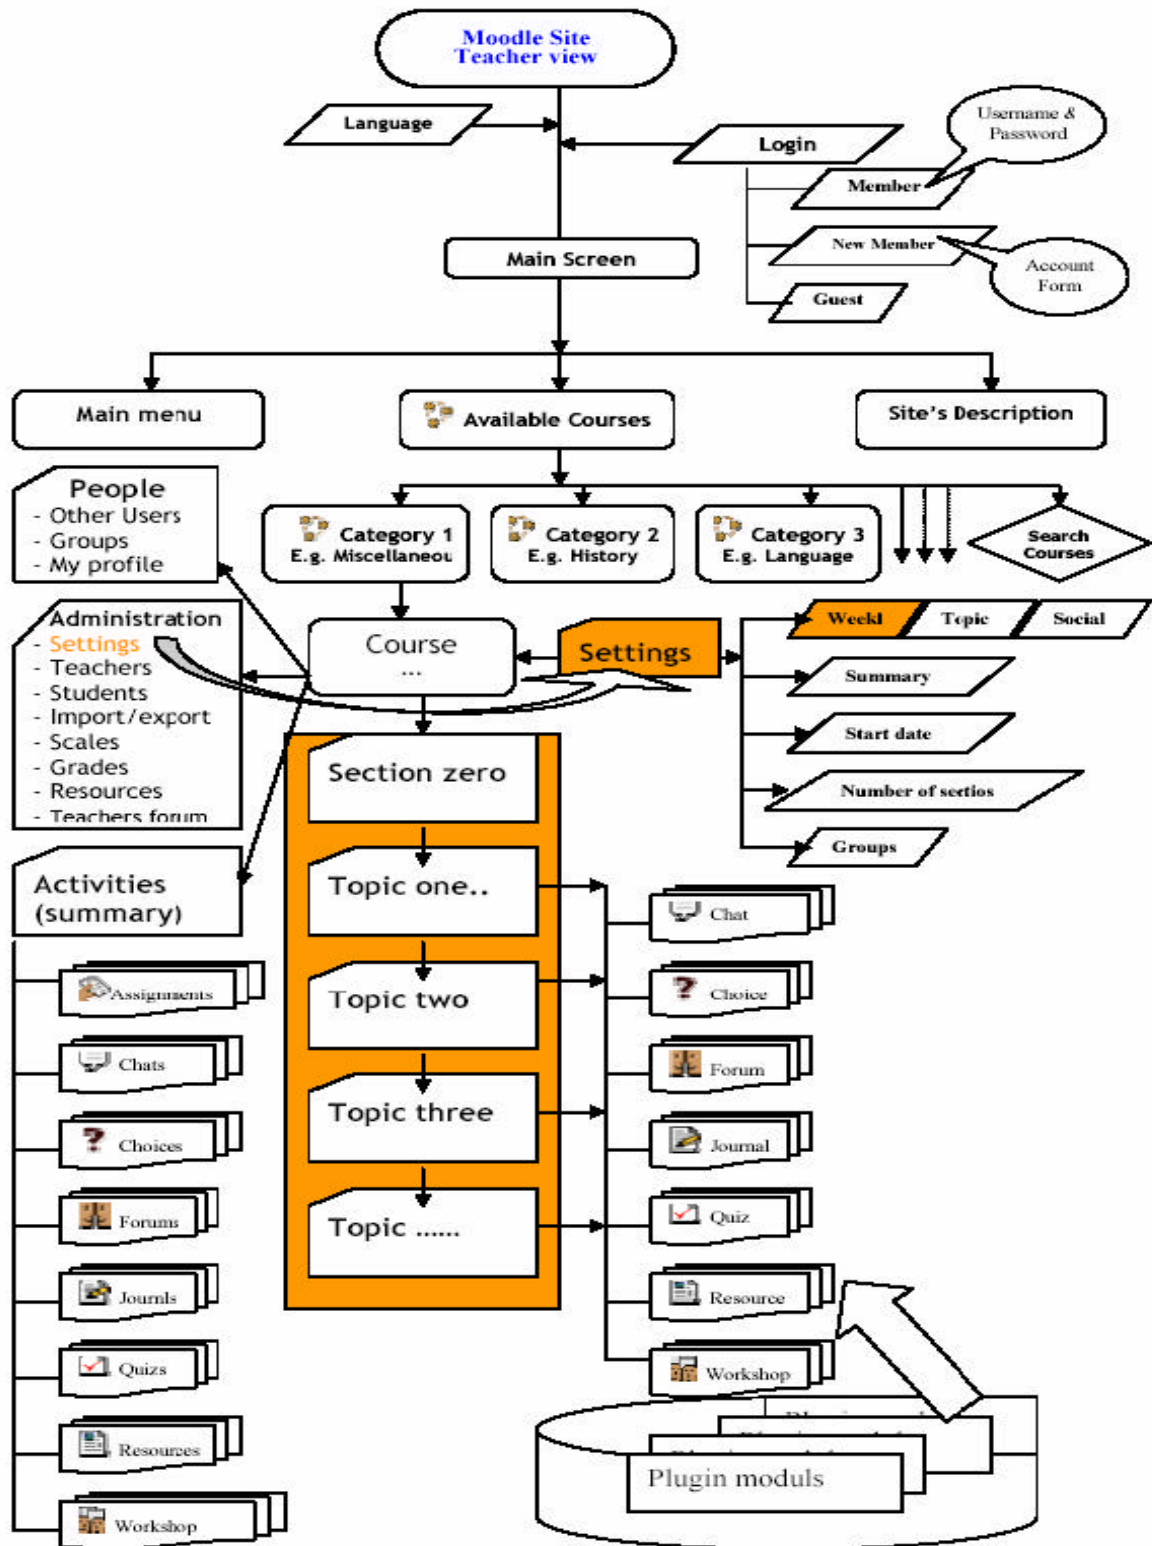 Moodle Site
Teacher view
Language
Login
Username &
Password
Member
New Member
Account
Form
Guest
Main Screen
Main menu
Available Courses
Site's Description
People
- Other Users
- Groups
- My profile
Category 1
E.g. Miscellaneou
Category 2
E.g. History
Category 3
E.g. Language
Search
Courses
Administration
- Settings
- Teachers
- Students
- Import/export
- Scales
- Grades
- Resources
- Teachers forum
Course
...
Settings
Weekl
Topic
Social
Summary
Start date
Number of sertios
Groups
Section zero
Topic one..
Topic two
Topic three
Topic ......
Activities
(summary)
Assignments
Chats
Choices
Forums
Journls
Quizs
Resources
Workshop
Chat
Choice
Forum
Journal
Quiz
Resource
Workshop
Plugin moduls